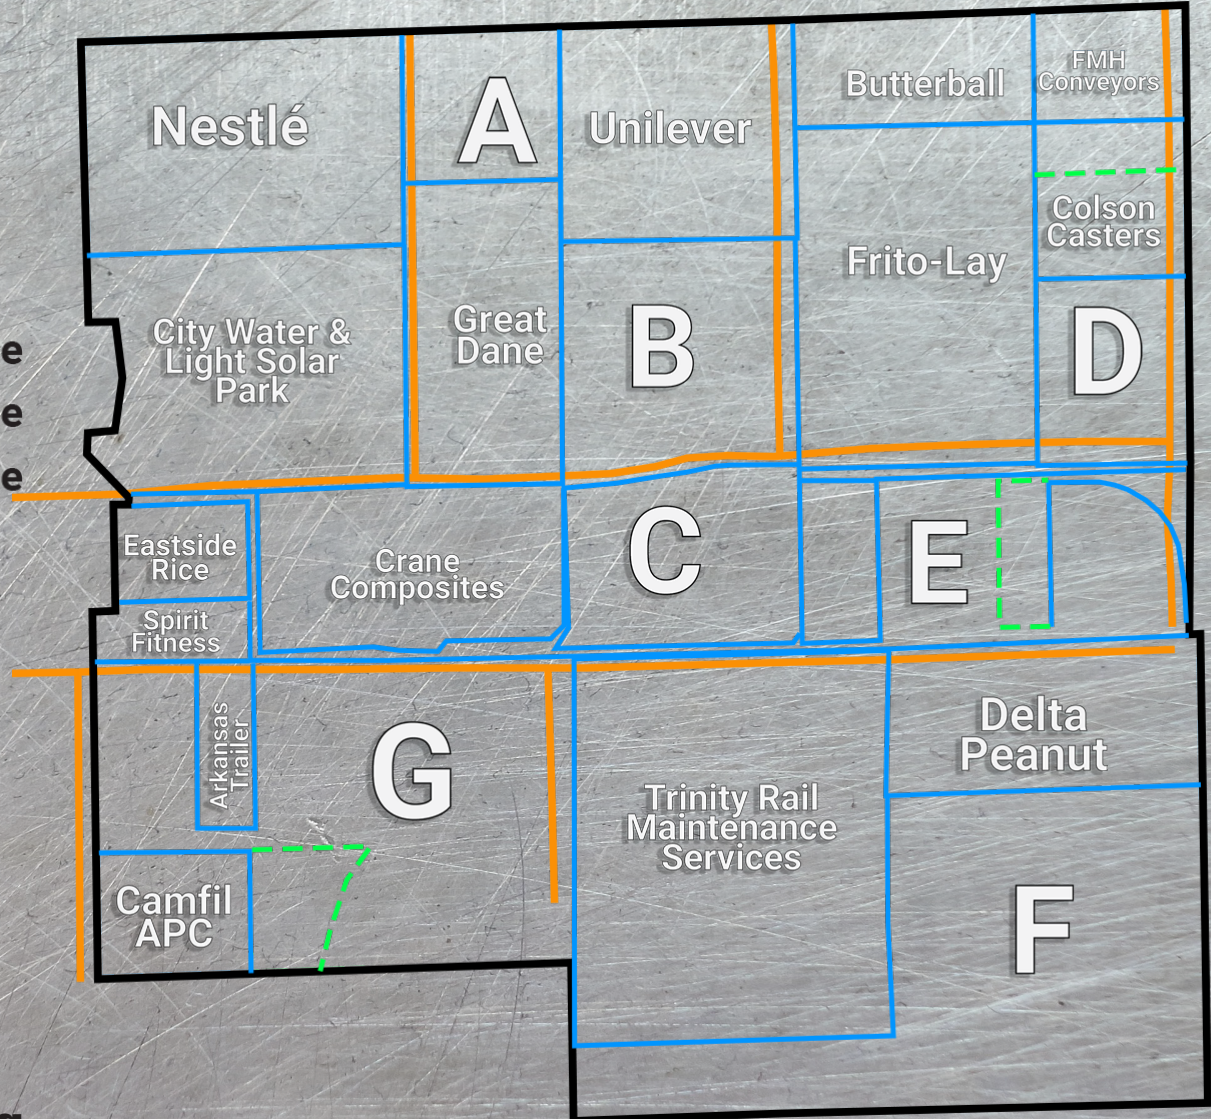 Nestlé
A
Unilever
Butterball
FMH
Conveyors
Colson
Casters
Frito-Lay
City Water &
Light Solar
Park
Great
Dane
B
D
e
e
e
Eastside
Rice
Crane
Composites
C
E
Spirit
Fitness
Arkansas
Trailer
G
Delta
Peanut
Trinity Rail
Maintenance
Services
Camfil
APC
F